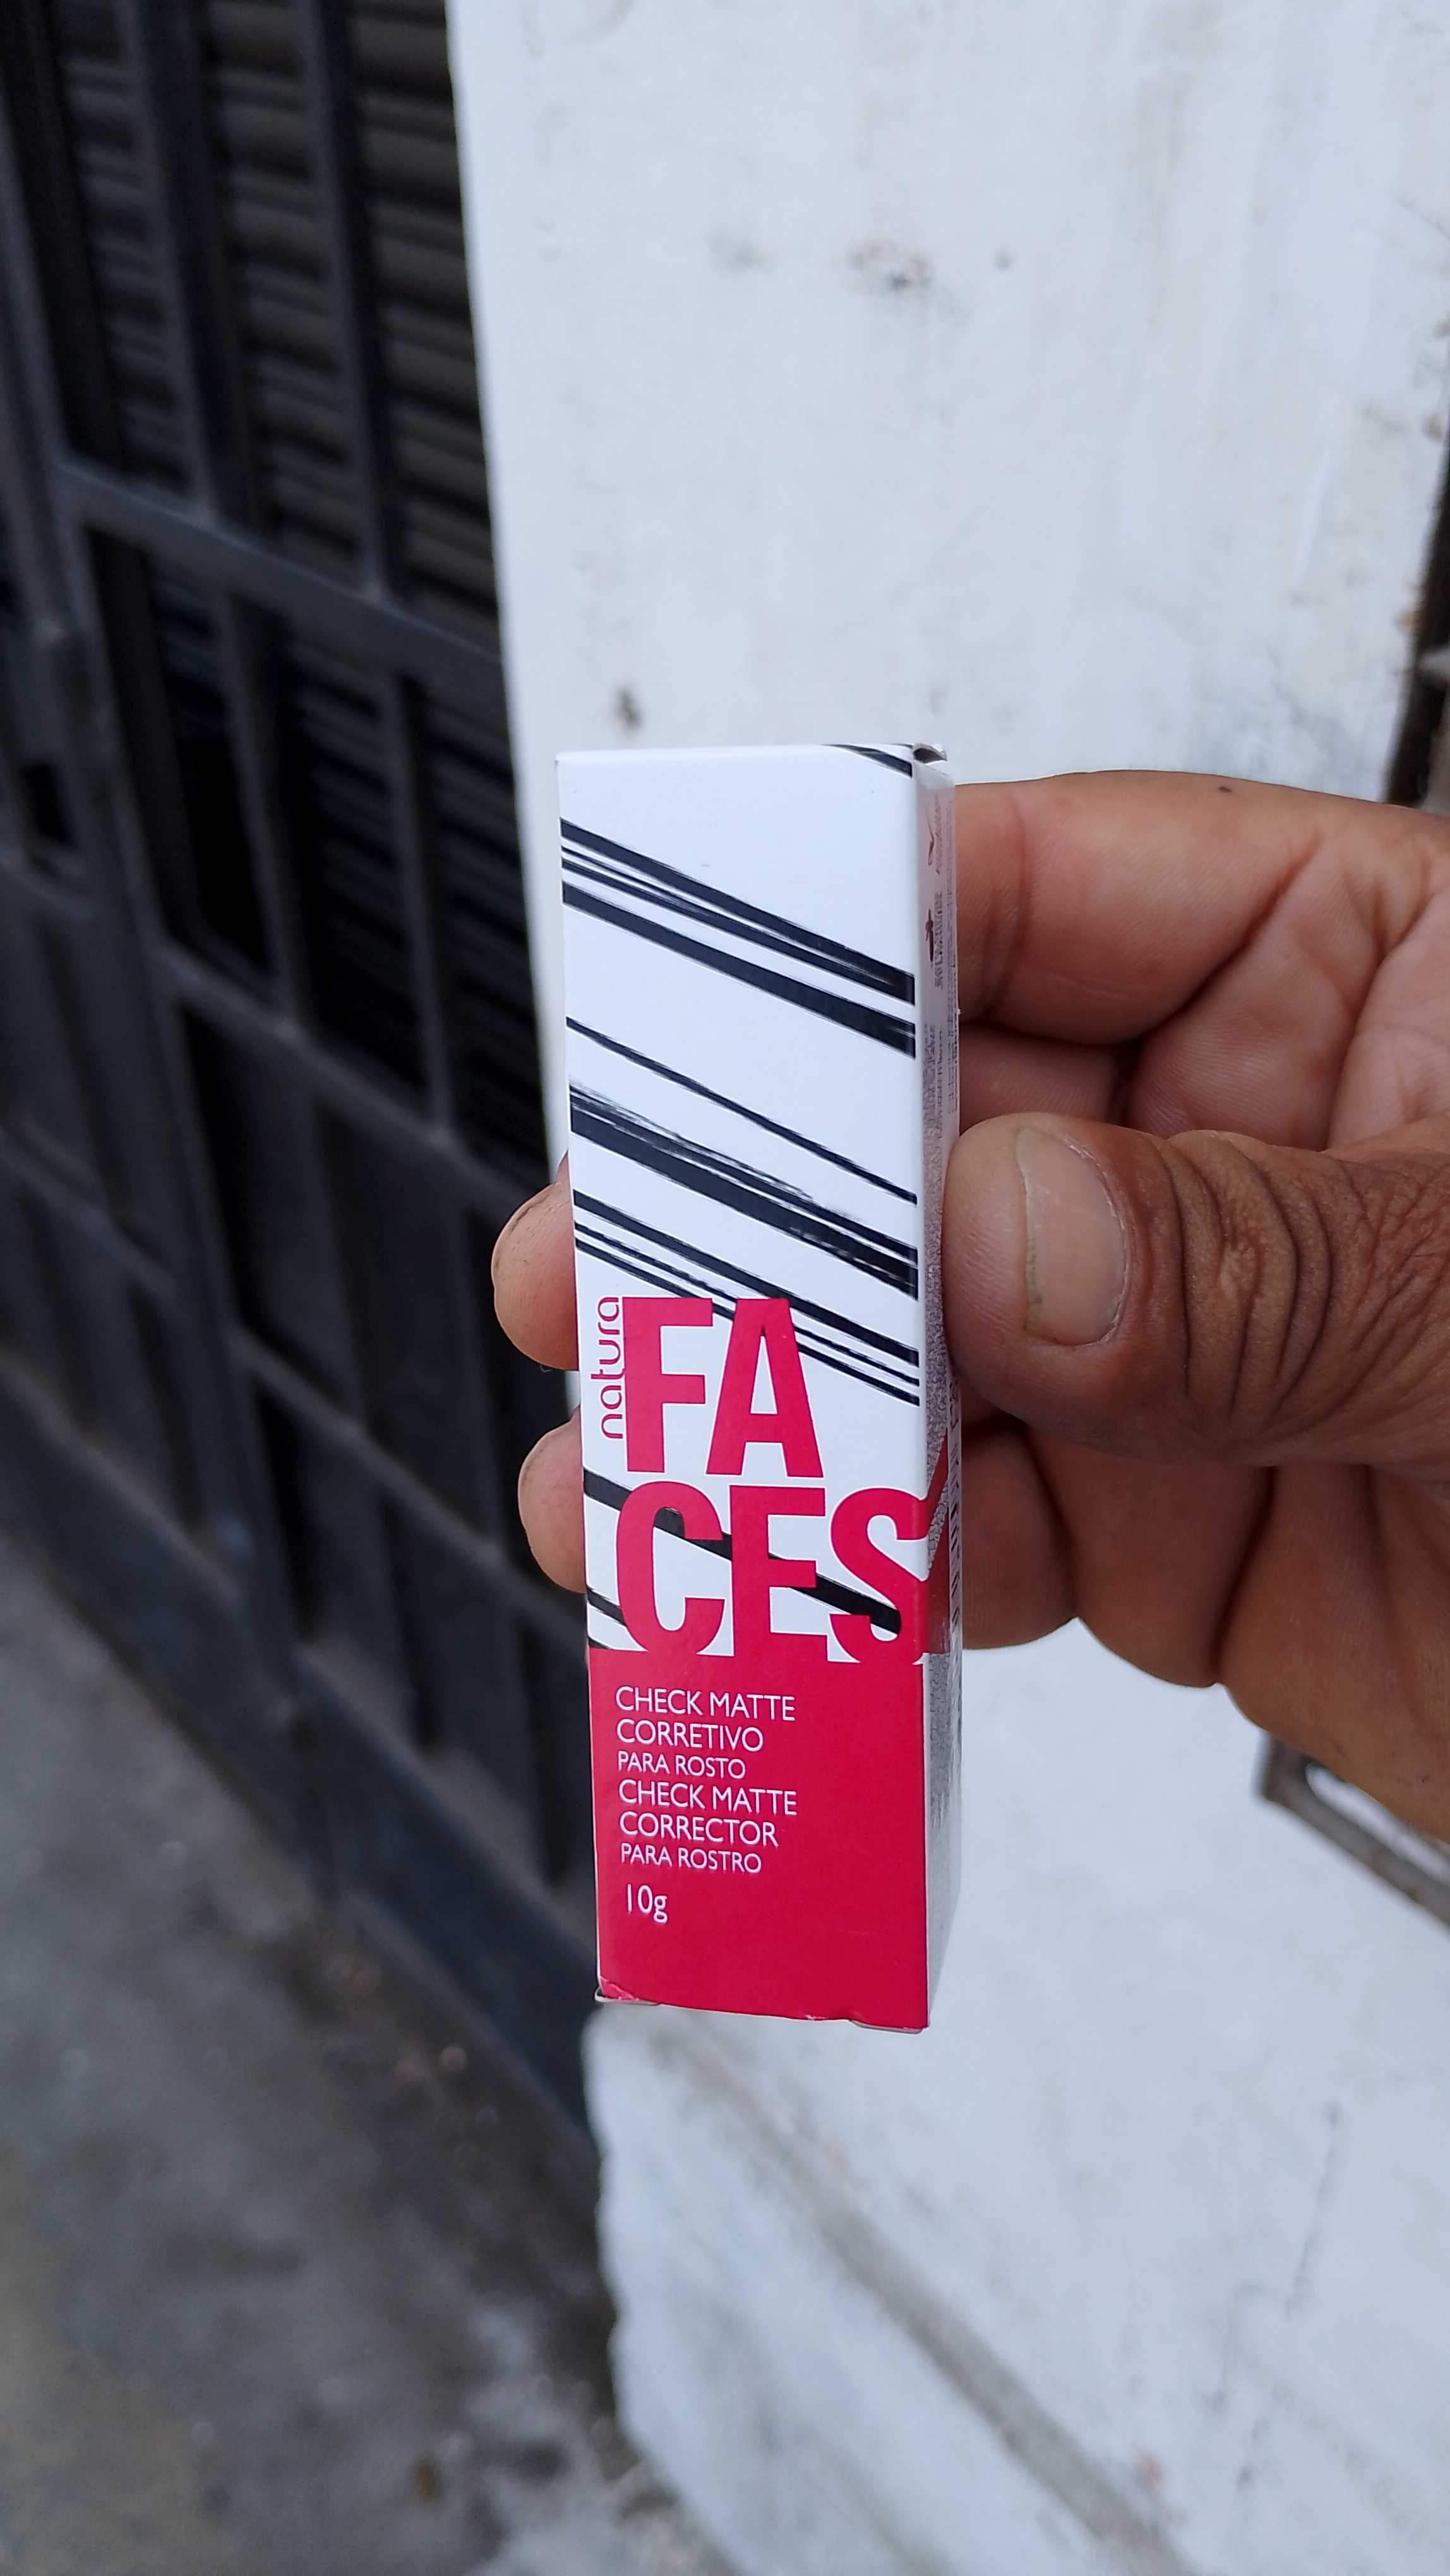 natura
FA
CES
CHECK MATTE
CORRETIVO
PARA ROSTO
CHECK MATTE
CORRECTOR
PARA ROSTRO
10g